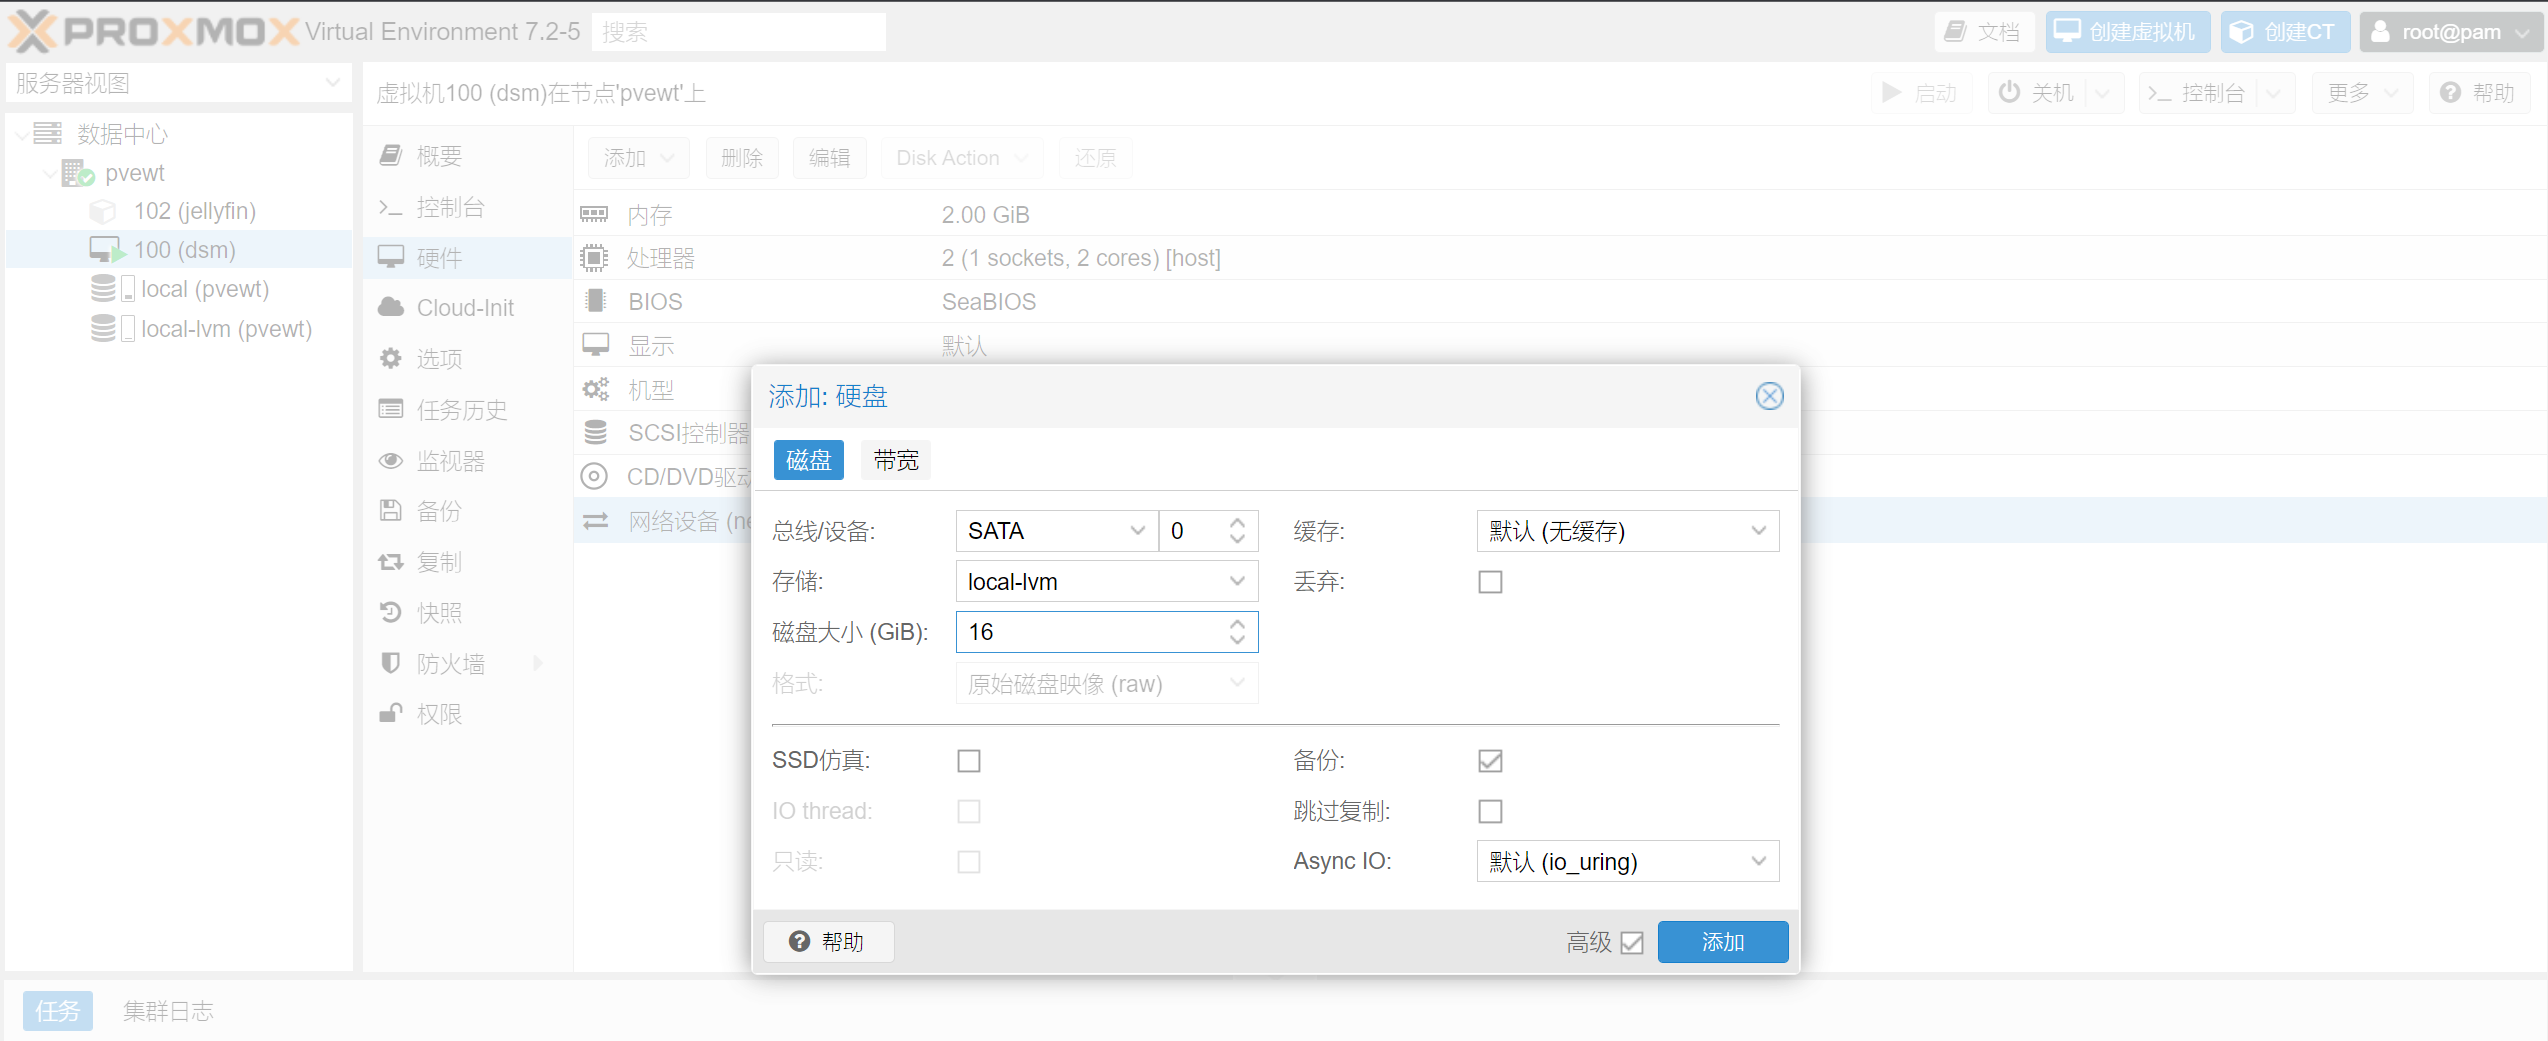 PROXMOX Virtual Environment 7.2-5 搜索 文档 创建虚拟机 创建CT root@pam
服务器视图
数据中心
pvewt
102 (jellyfin)
100 (dsm)
local (pvewt)
local-lvm (pvewt)
虚拟机100 (dsm)在节点'pvewt'上 启动 关机 控制台 更多 帮助
概要
控制台
硬件
Cloud-Init
选项
任务历史
监视器
备份
复制
快照
防火墙
权限
添加 删除 编辑 Disk Action 还原
内存 2.00 GiB
处理器 2 (1 sockets, 2 cores) [host]
BIOS SeaBIOS
显示 默认
机型
SCSI控制器
CD/DVD驱动
网络设备 (ne
添加: 硬盘
磁盘 带宽
总线/设备: SATA 0 缓存: 默认 (无缓存)
存储: local-lvm 丢弃:
磁盘大小 (GiB): 16
格式: 原始磁盘映像 (raw)
SSD仿真: 备份:
IO thread: 跳过复制:
只读: Async IO: 默认 (io_uring)
帮助 高级 添加
任务 集群日志